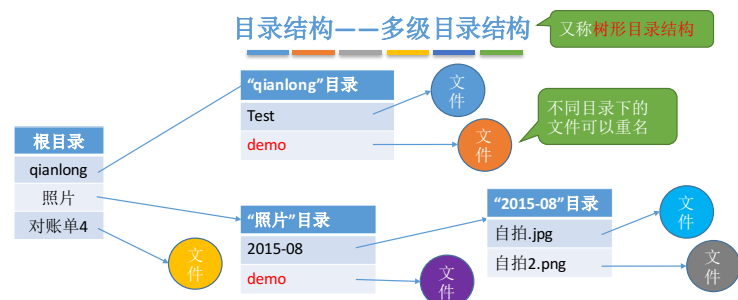 目录结构——多级目录结构
又称树形目录结构
“qianlong”目录
Test
demo
文
件
文
件
不同目录下的
文件可以重名
根目录
qianlong
照片
对账单4
文
件
“照片”目录
2015-08
demo
文
件
“2015-08”目录
自拍.jpg
自拍2.png
文
件
文
件